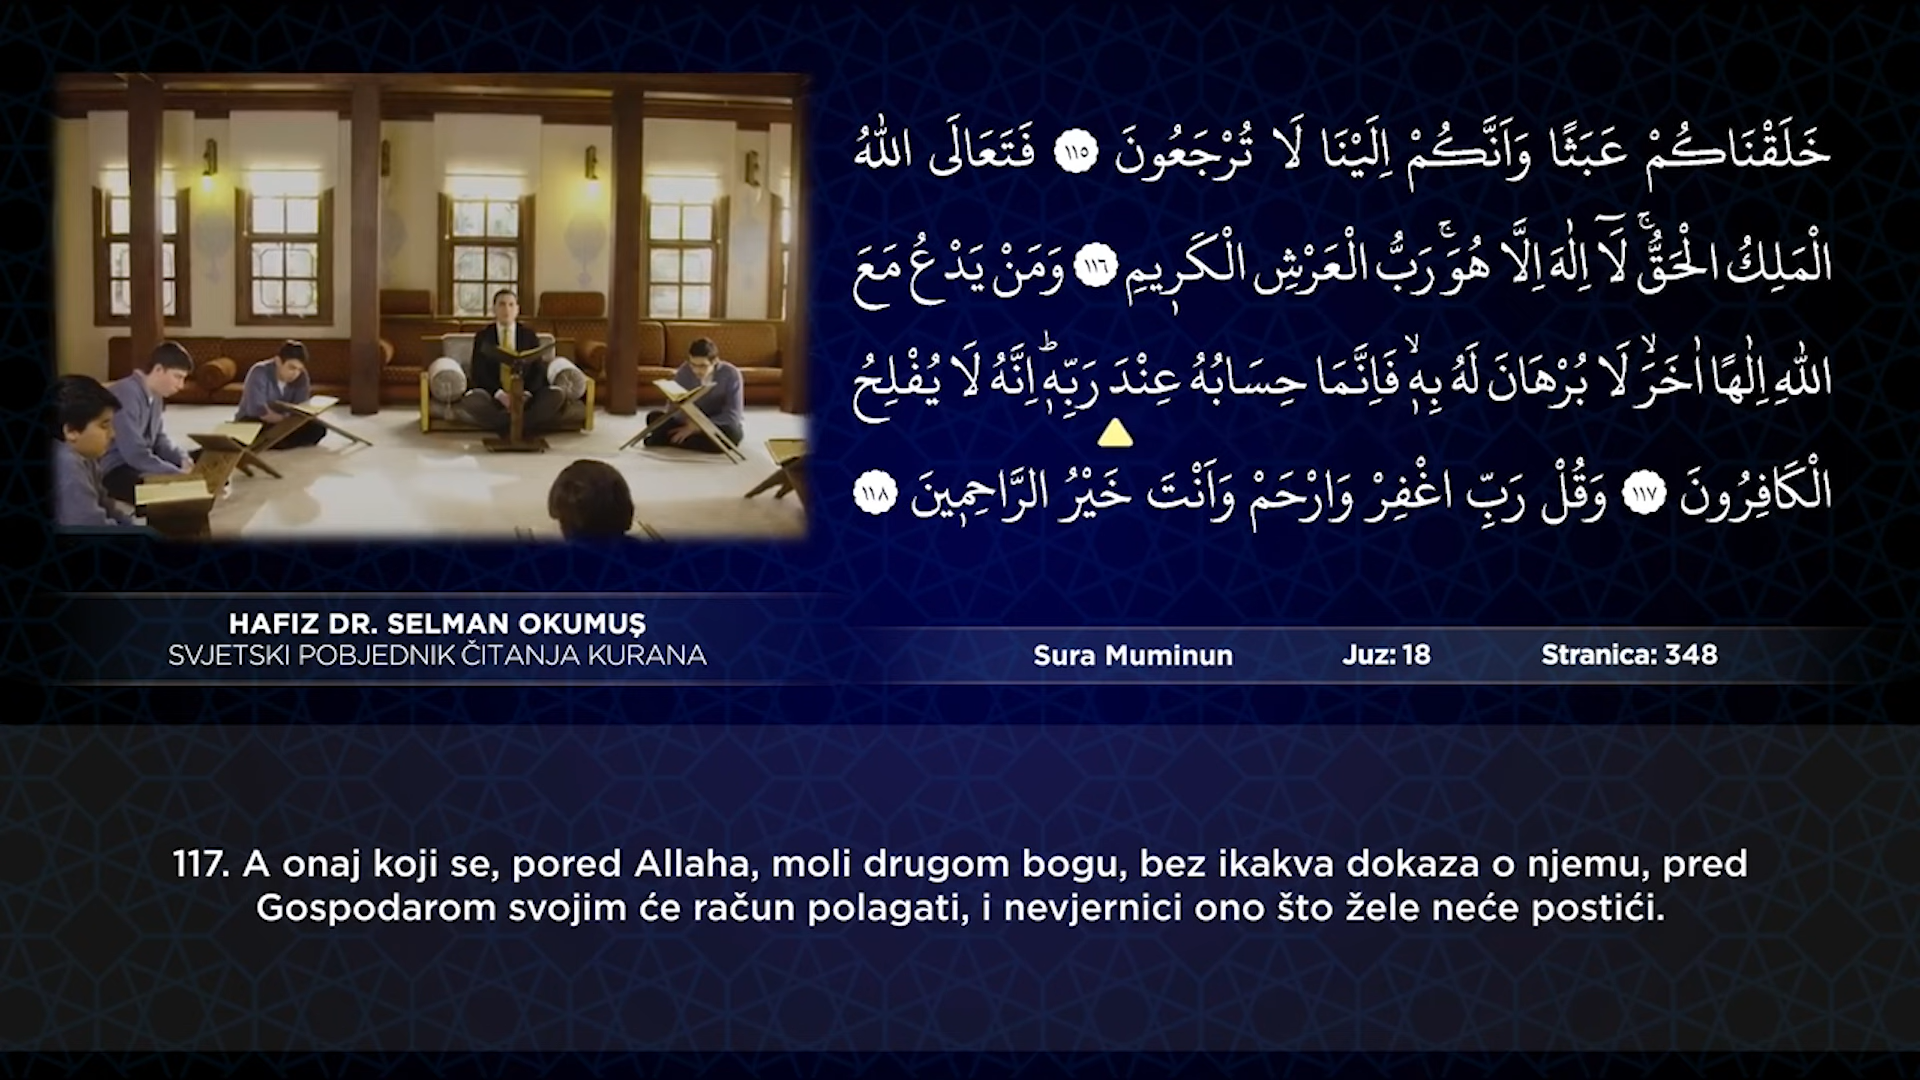 خَلَقْنَاكُمْ عَبَثًا وَاَنَّكُمْ اِلَيْنَا لَا تُرْجَعُونَ ﴿١١٥﴾ فَتَعَالَى اللّٰهُ
الْمَلِكُ الْحَقُّۚ لَٓا اِلٰهَ اِلَّا هُوَۚ رَبُّ الْعَرْشِ الْكَر۪يمِ ﴿١١٦﴾ وَمَنْ يَدْعُ مَعَ
اللّٰهِ اِلٰهًا اٰخَرَۙ لَا بُرْهَانَ لَهُ بِه۪ۙ فَاِنَّمَا حِسَابُهُ عِنْدَ رَبِّه۪ۜ اِنَّهُ لَا يُفْلِحُ
الْكَافِرُونَ ﴿١١٧﴾ وَقُلْ رَبِّ اغْفِرْ وَارْحَمْ وَاَنْتَ خَيْرُ الرَّاحِم۪ينَ ﴿١١٨﴾
HAFIZ DR. SELMAN OKUMUŞ
SVJETSKI POBJEDNIK ČITANJA KURANA
Sura Muminun Juz: 18 Stranica: 348
117. A onaj koji se, pored Allaha, moli drugom bogu, bez ikakva dokaza o njemu, pred
Gospodarom svojim će račun polagati, i nevjernici ono što žele neće postići.